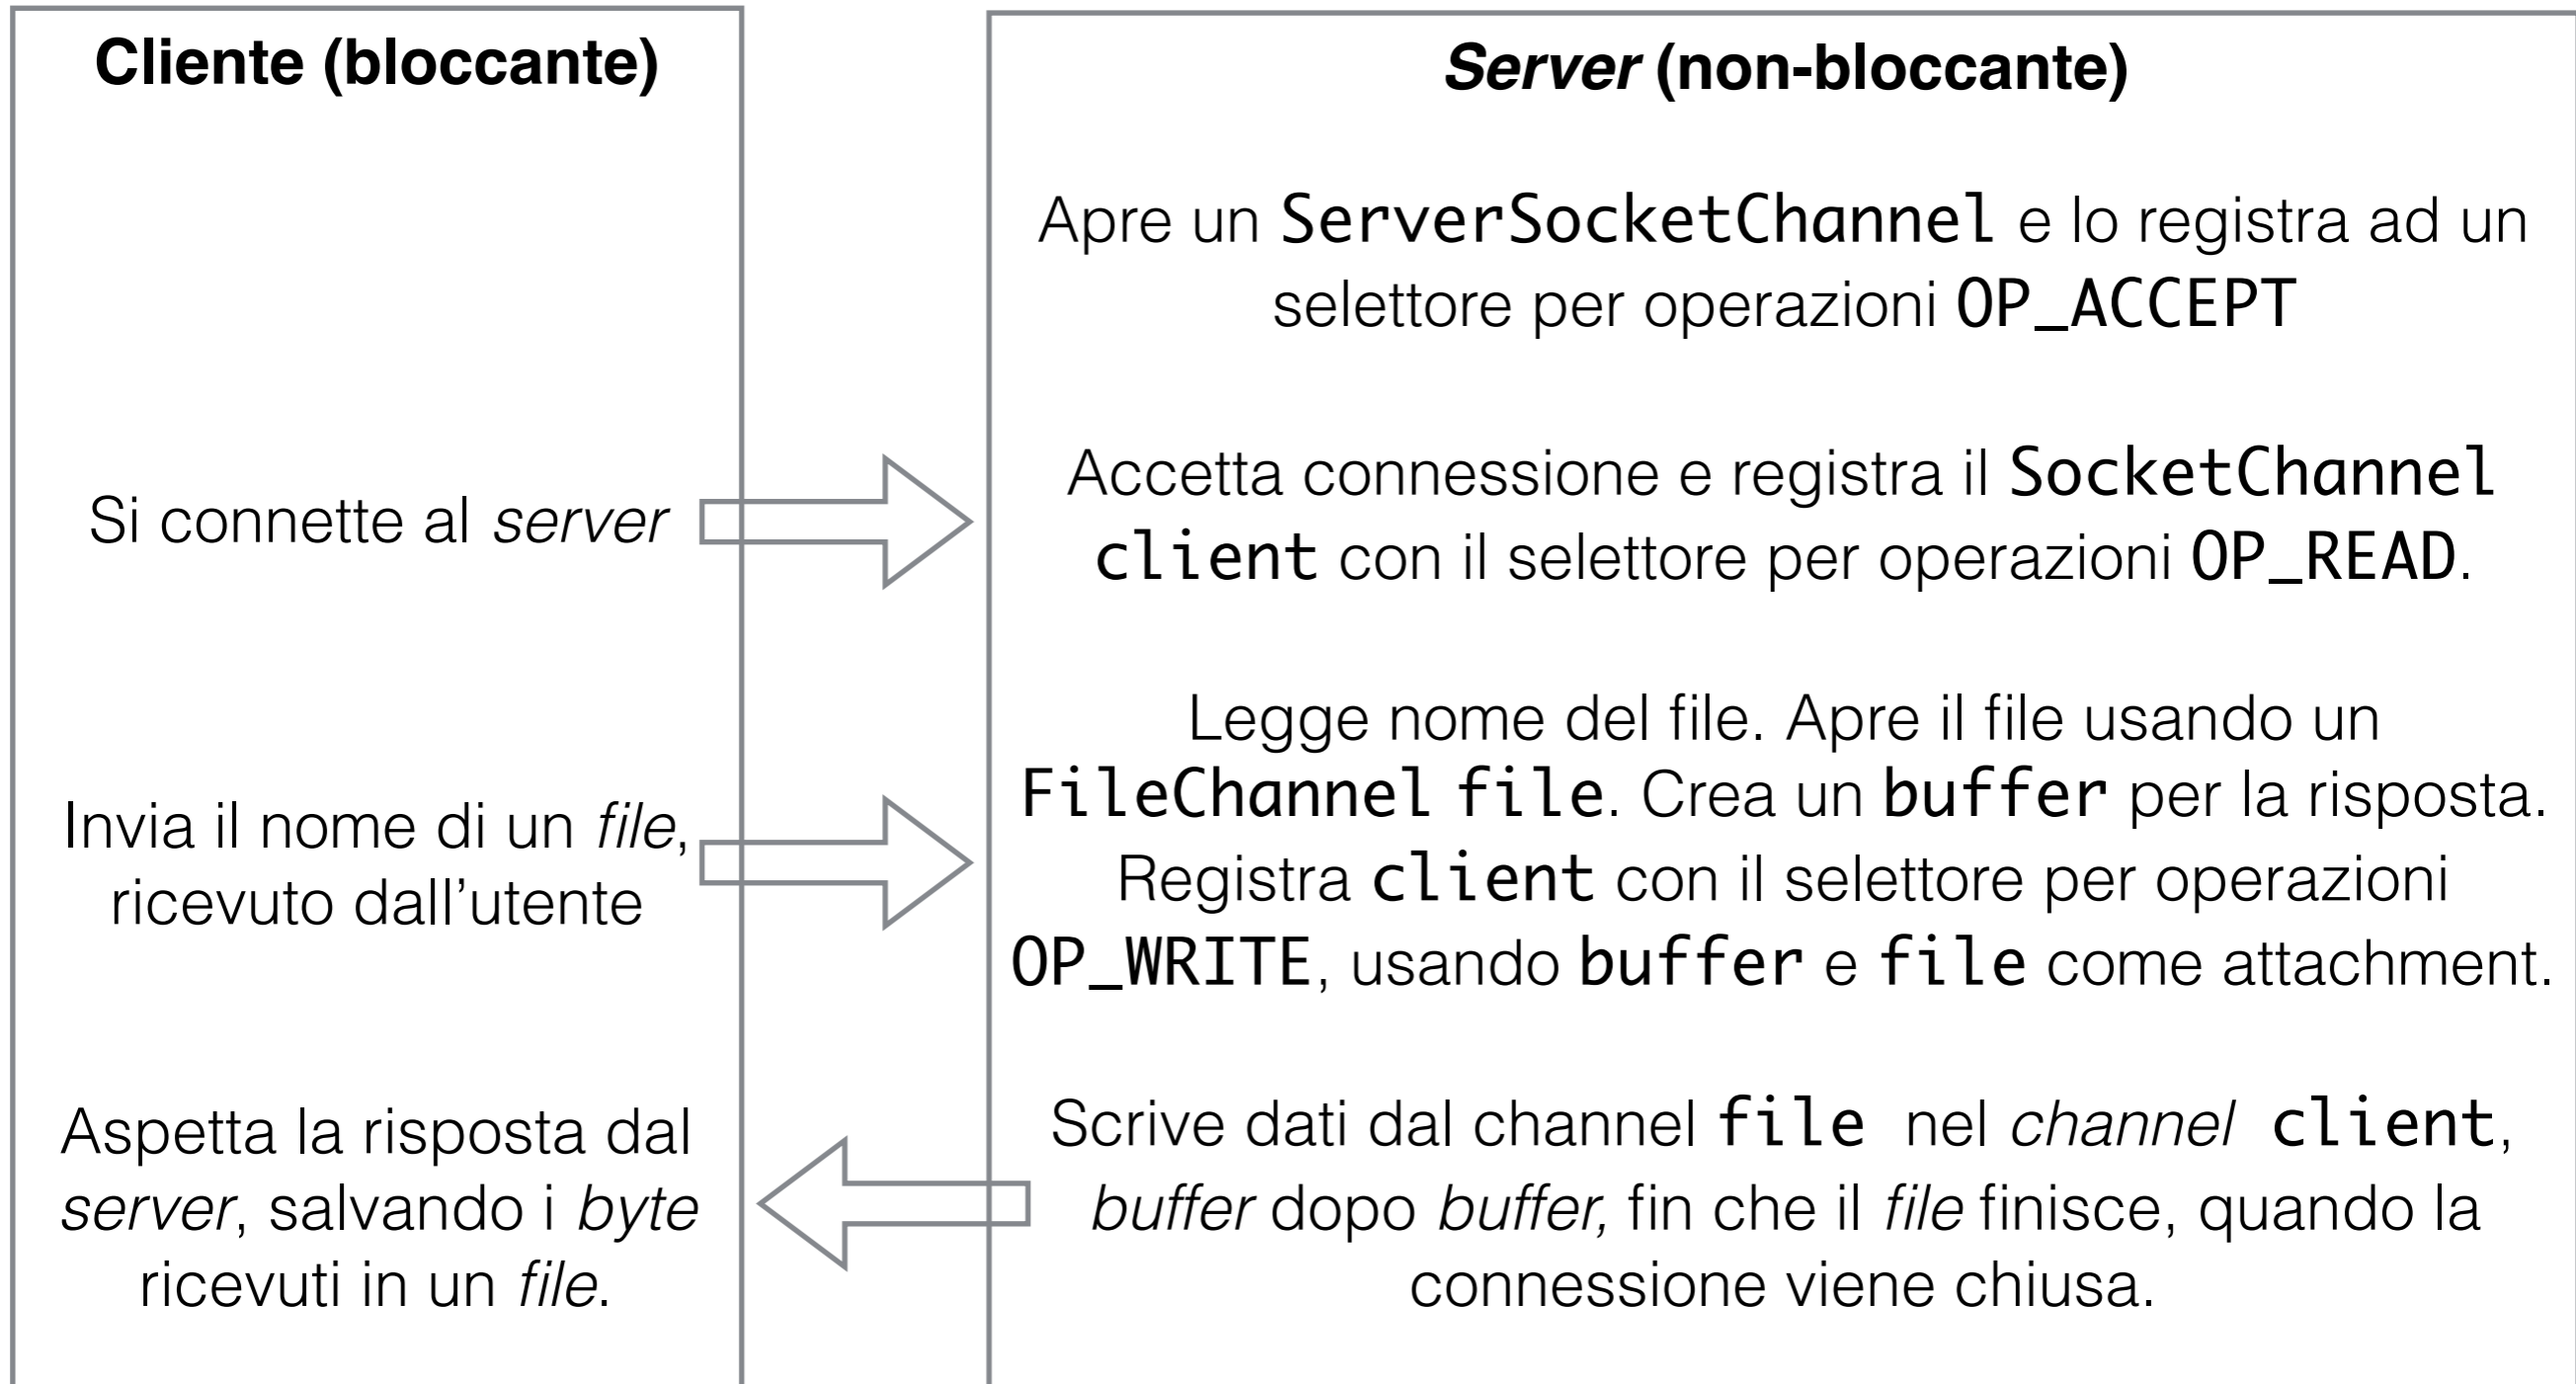 Cliente (bloccante)
Si connette al server
Invia il nome di un file,
ricevuto dall'utente
Aspetta la risposta dal
server, salvando i byte
ricevuti in un file.
Server (non-bloccante)
Apre un ServerSocketChannel e lo registra ad un
selettore per operazioni OP_ACCEPT
Accetta connessione e registra il SocketChannel
client con il selettore per operazioni OP_READ.
Legge nome del file. Apre il file usando un
FileChannel file. Crea un buffer per la risposta.
Registra client con il selettore per operazioni
OP_WRITE, usando buffer e file come attachment.
Scrive dati dal channel file nel channel client,
buffer dopo buffer, fin che il file finisce, quando la
connessione viene chiusa.